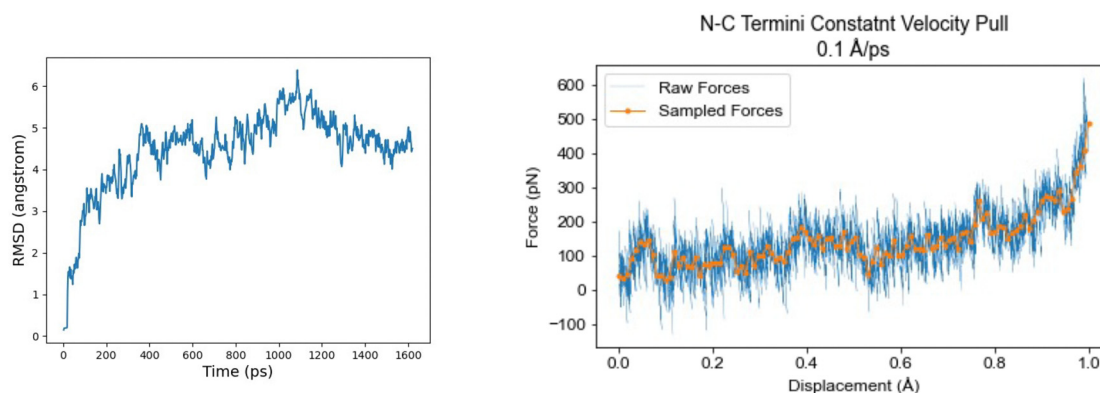 6
5
4
3
2
1
0
RMSD (angstrom)
0 200 400 600 800 1000 1200 1400 1600
Time (ps)
N-C Termini Constatnt Velocity Pull
0.1 Å/ps
Raw Forces
Sampled Forces
600
500
400
300
200
100
0
−100
Force (pN)
0.0 0.2 0.4 0.6 0.8 1.0
Displacement (Å)